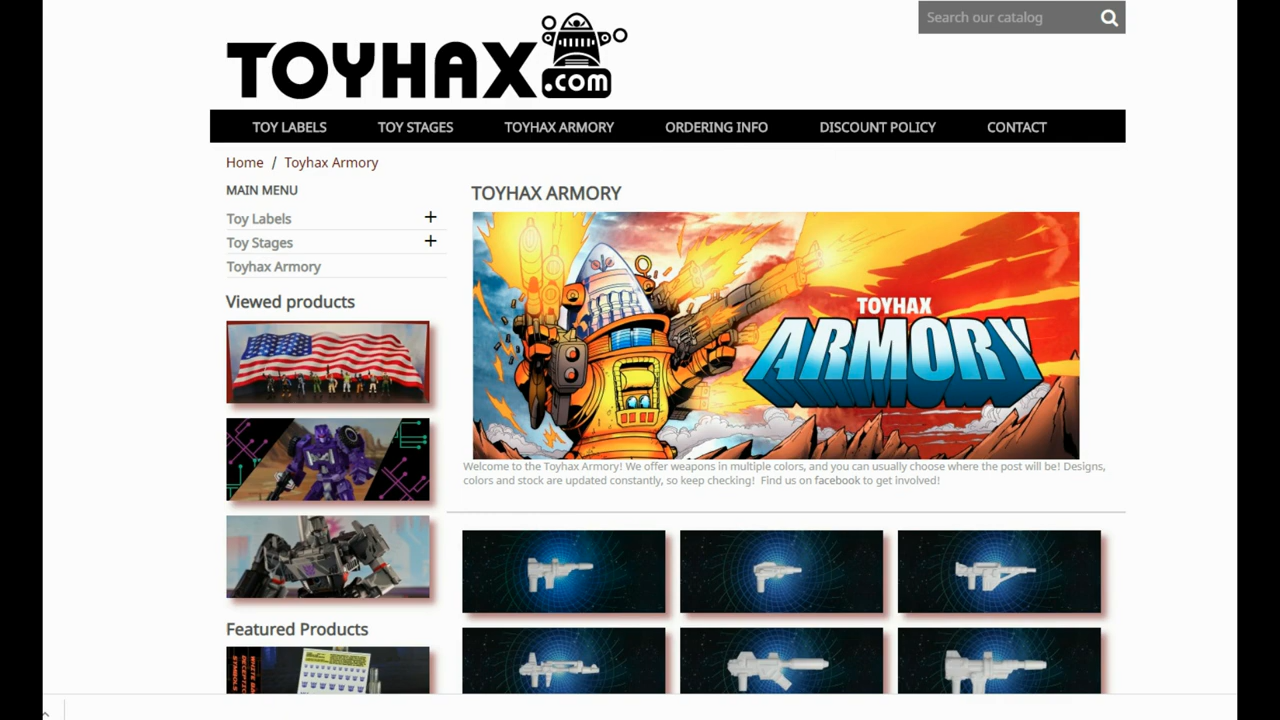 Search our catalog
TOYHAX
.com
TOY LABELS TOY STAGES TOYHAX ARMORY ORDERING INFO DISCOUNT POLICY CONTACT
Home / Toyhax Armory
MAIN MENU
Toy Labels +
Toy Stages +
Toyhax Armory
Viewed products
Featured Products
TOYHAX ARMORY
TOYHAX
ARMORY
Welcome to the Toyhax Armory! We offer weapons in multiple colors, and you can usually choose where the post will be! Designs,
colors and stock are updated constantly, so keep checking! Find us on facebook to get involved!